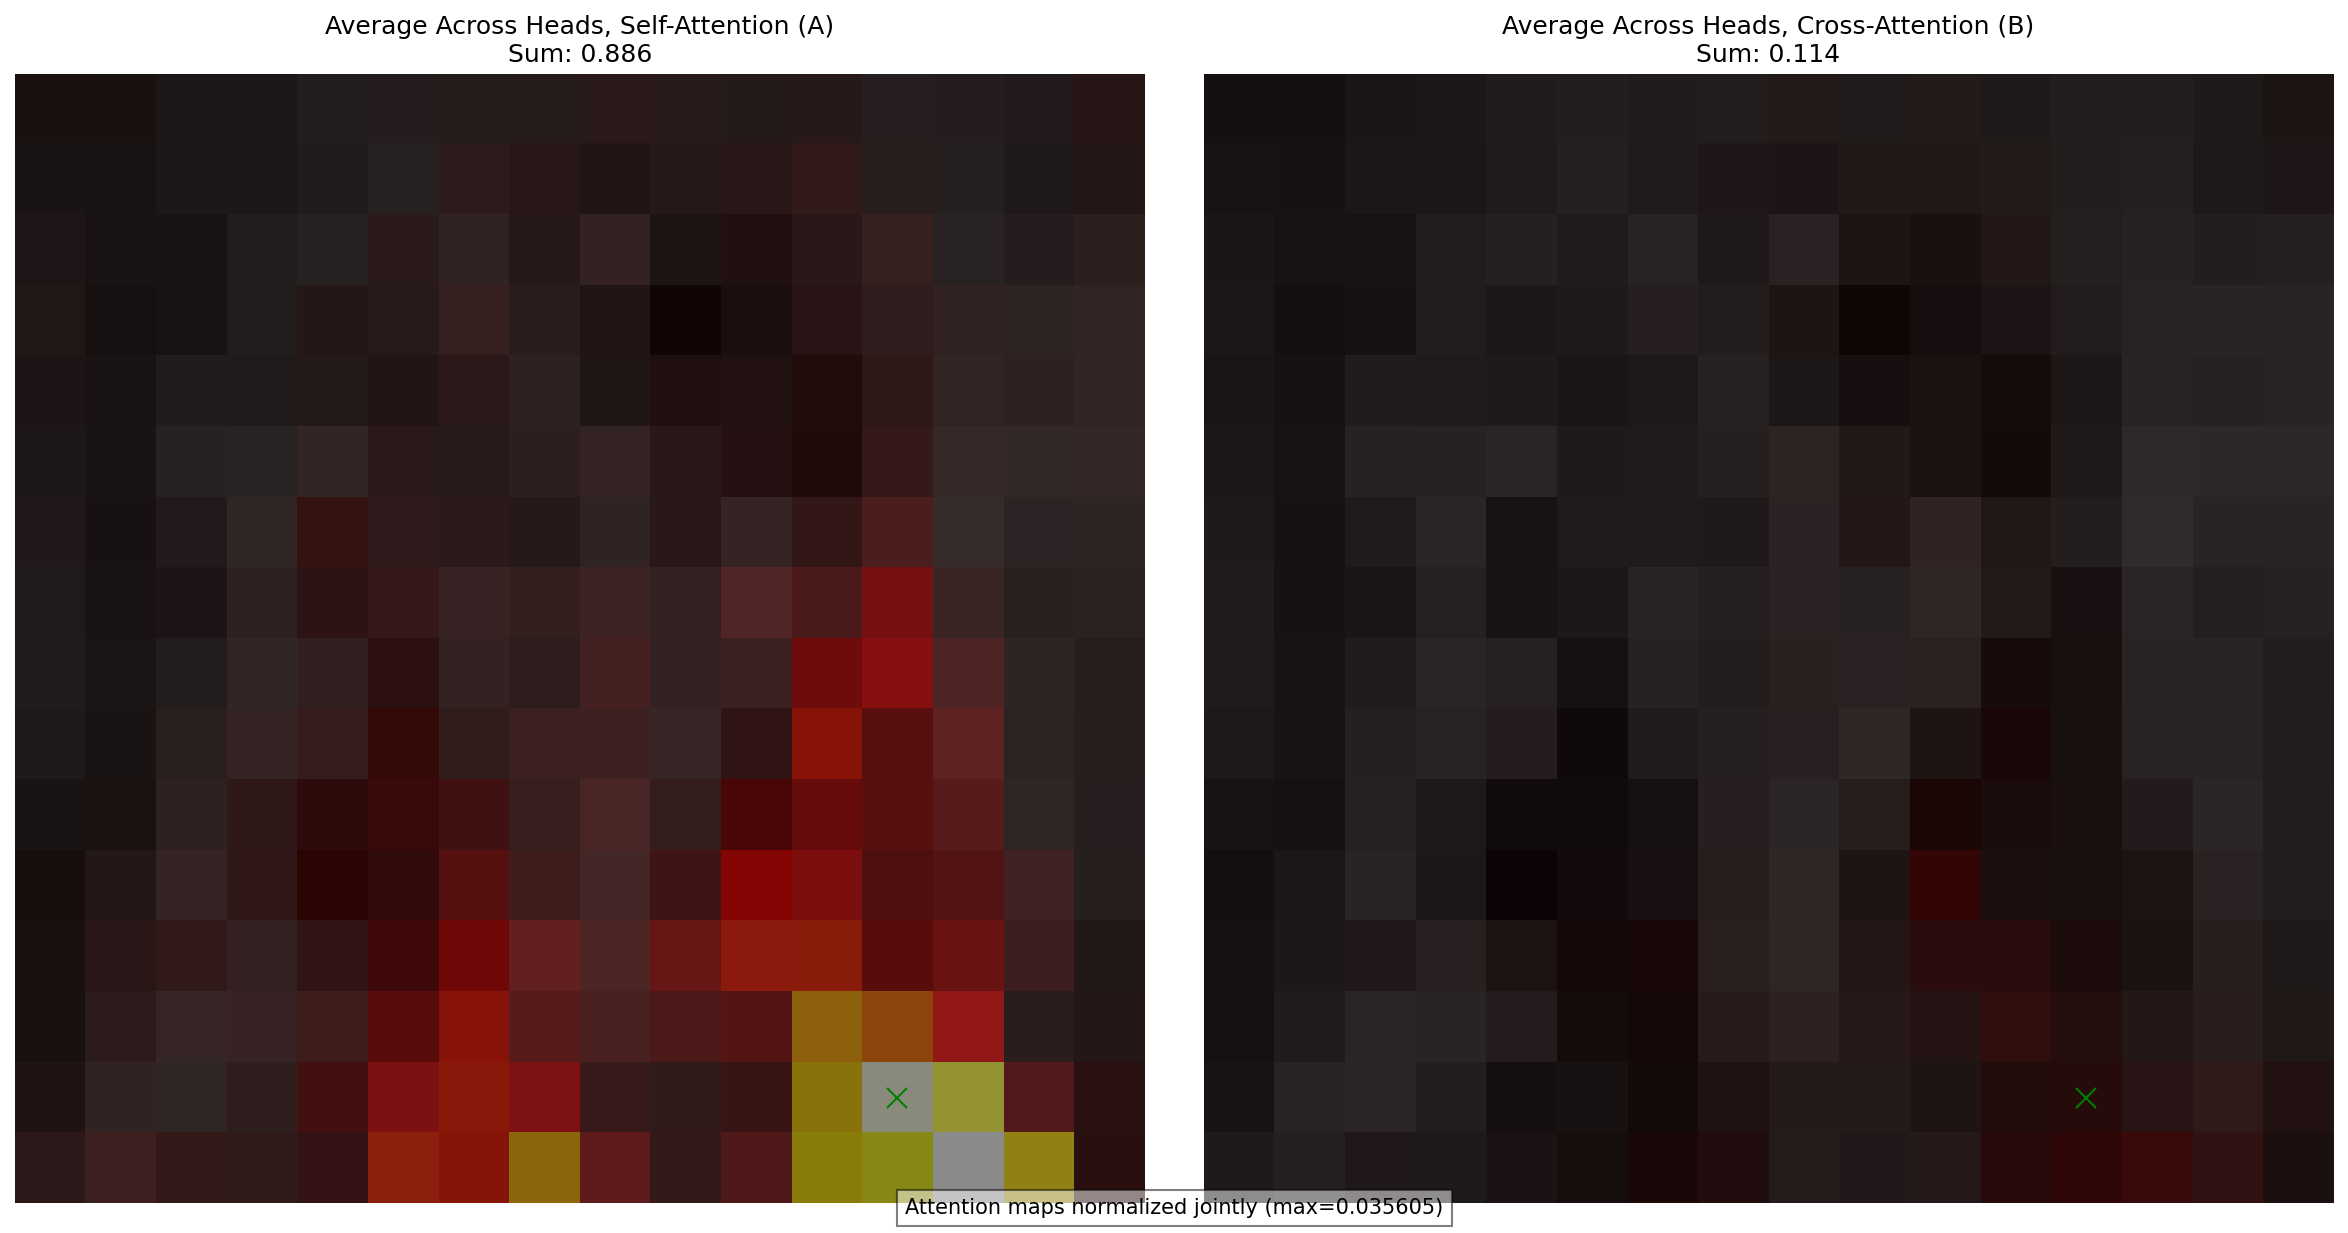 Average Across Heads, Self-Attention (A)
Sum: 0.886
Average Across Heads, Cross-Attention (B)
Sum: 0.114
Attention maps normalized jointly (max=0.035605)